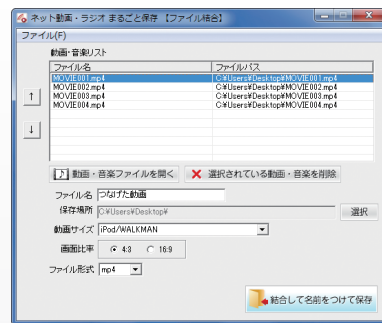 ネット動画・ラジオ まるごと保存 【ファイル結合】
ファイル(F)
動画・音楽リスト
ファイル名 ファイルパス
MOVIE001.mp4 C:¥Users¥Desktop¥MOVIE001.mp4
MOVIE002.mp4 C:¥Users¥Desktop¥MOVIE002.mp4
MOVIE003.mp4 C:¥Users¥Desktop¥MOVIE003.mp4
MOVIE004.mp4 C:¥Users¥Desktop¥MOVIE004.mp4
↑
↓
動画・音楽ファイルを開く 選択されている動画・音楽を削除
ファイル名 つなげた動画
保存場所 C:¥Users¥Desktop¥ 選択
動画サイズ iPod/WALKMAN
画面比率 4:3 16:9
ファイル形式 mp4
結合して名前をつけて保存